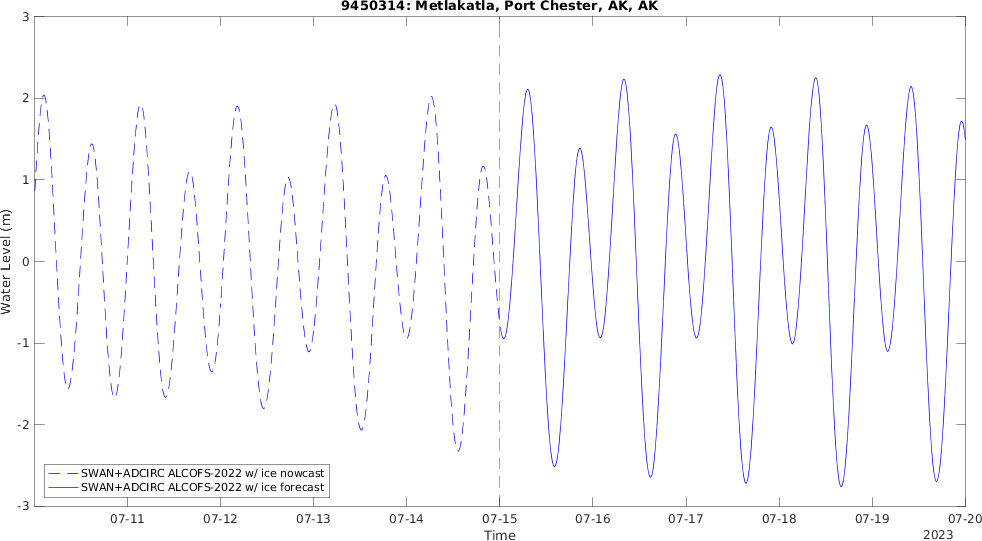 9450314: Metlakatla, Port Chester, AK, AK
3
2
1
0
-1
-2
-3
Water Level (m)
SWAN+ADCIRC ALCOFS-2022 w/ ice nowcast
SWAN+ADCIRC ALCOFS-2022 w/ ice forecast
07-11 07-12 07-13 07-14 07-15 07-16 07-17 07-18 07-19 07-20
Time
2023